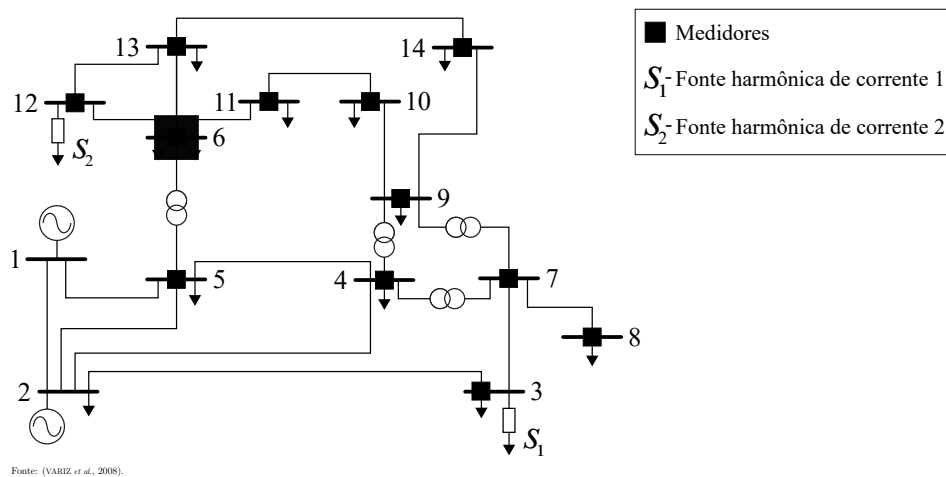 13
14
Medidores
S1- Fonte harmônica de corrente 1
S2- Fonte harmônica de corrente 2
12
11
10
6
S2
9
1
5
4
7
8
2
3
S1
Fonte: (VARIZ et al., 2008).